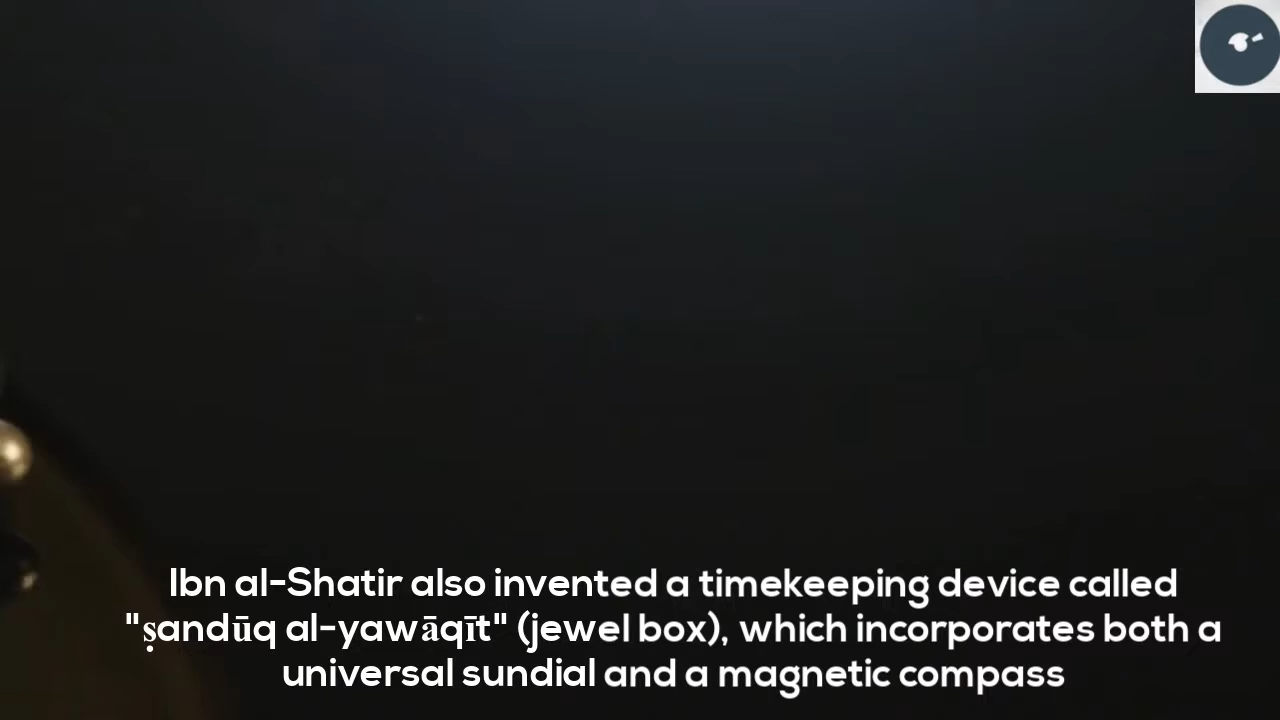 Ibn al-Shatir also invented a timekeeping device called
"ṣandūq al-yawāqīt" (jewel box), which incorporates both a
universal sundial and a magnetic compass